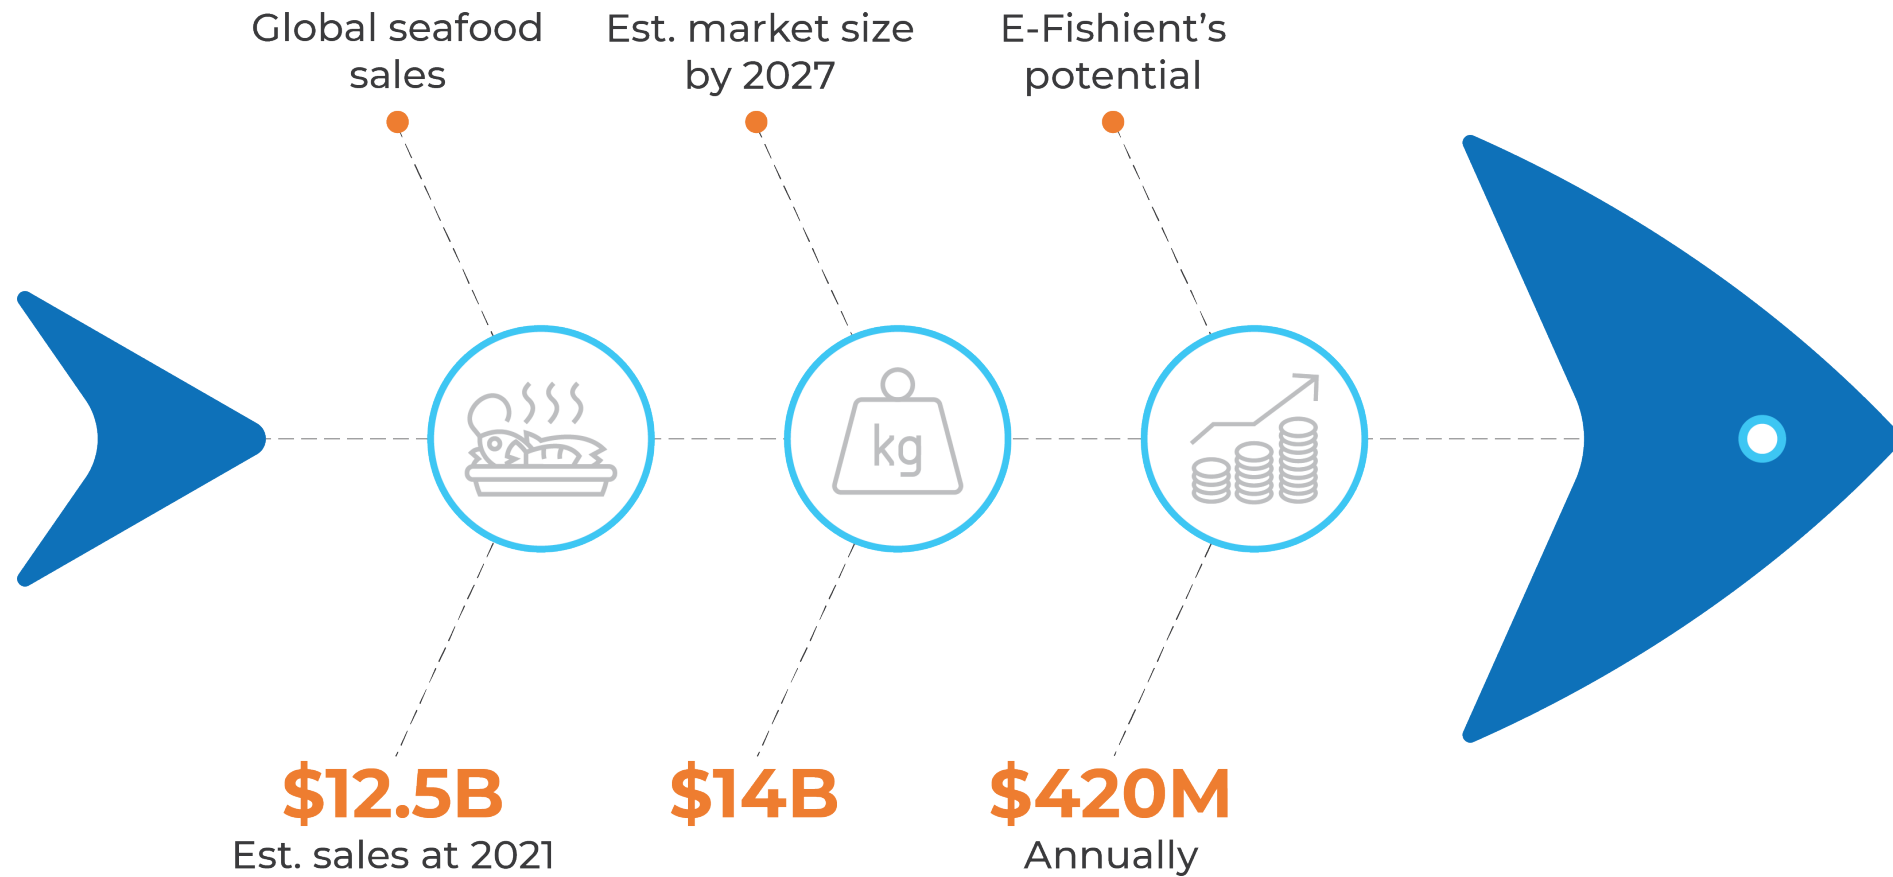 Global seafood
sales
Est. market size
by 2027
E-Fishient’s
potential
kg
$12.5B
Est. sales at 2021
$14B
$420M
Annually